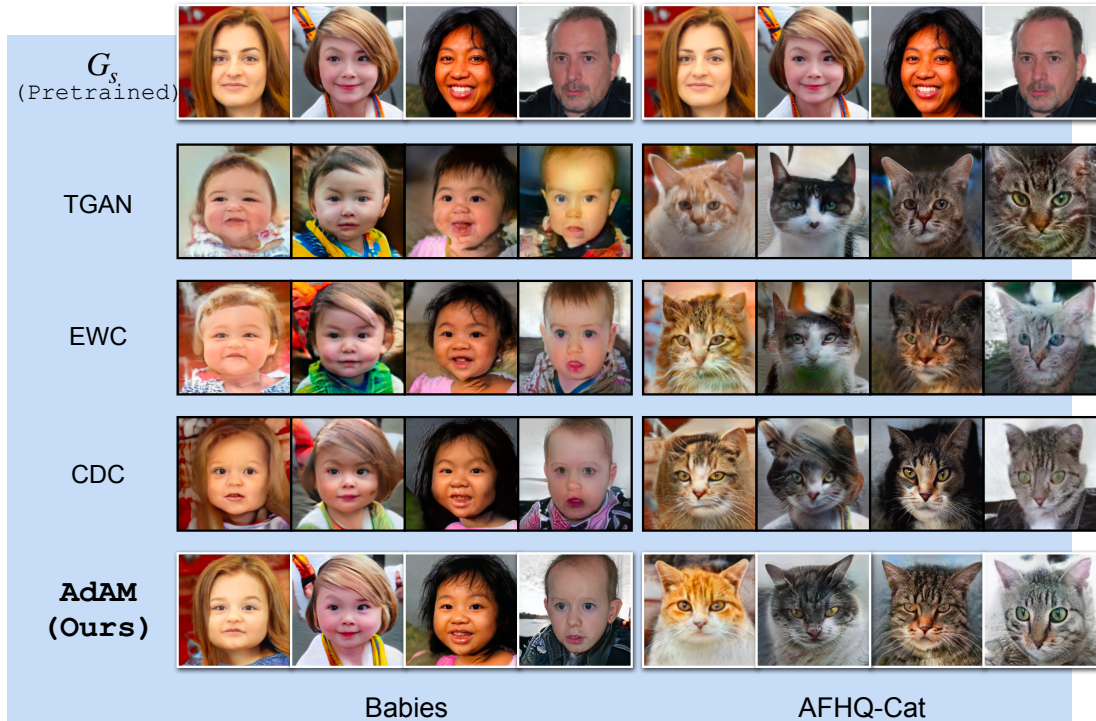 G_s
(Pretrained)
TGAN
EWC
CDC
AdAM
(Ours)
Babies
AFHQ-Cat